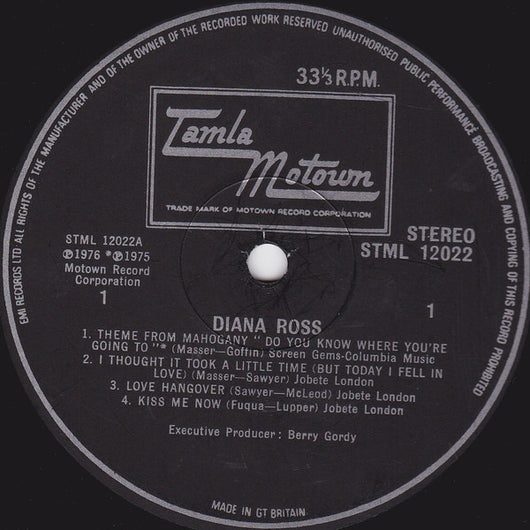 EMI RECORDS LTD. ALL RIGHTS OF THE MANUFACTURER AND OF THE OWNER OF THE RECORDED WORK RESERVED UNAUTHORISED PUBLIC PERFORMANCE BROADCASTING AND COPYING OF THIS RECORD PROHIBITED
33⅓ R.P.M.
Tamla
Motown
TRADE MARK OF MOTOWN RECORD CORPORATION
STML 12022A
℗1976 *℗1975
Motown Record
Corporation
1
STEREO
STML 12022
1
DIANA ROSS
1. THEME FROM MAHOGANY " DO YOU KNOW WHERE YOU'RE
GOING TO"* (Masser—Goffin) Screen Gems-Columbia Music
2. I THOUGHT IT TOOK A LITTLE TIME (BUT TODAY I FELL IN
LOVE) (Masser—Sawyer) Jobete London
3. LOVE HANGOVER (Sawyer—McLeod) Jobete London
4. KISS ME NOW (Fuqua—Lupper) Jobete London
Executive Producer: Berry Gordy
MADE IN GT BRITAIN